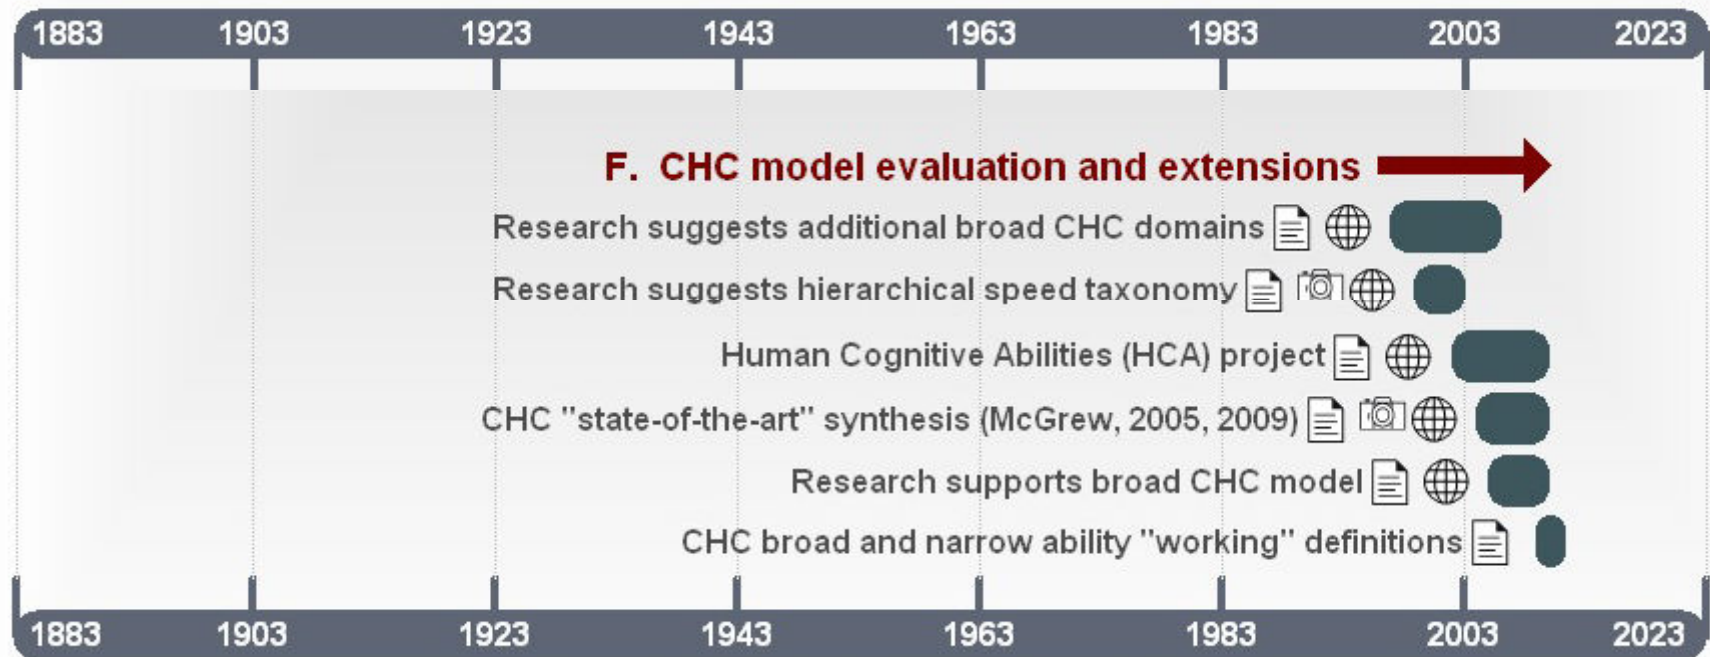 1883 1903 1923 1943 1963 1983 2003 2023
F. CHC model evaluation and extensions
Research suggests additional broad CHC domains
Research suggests hierarchical speed taxonomy
Human Cognitive Abilities (HCA) project
CHC "state-of-the-art" synthesis (McGrew, 2005, 2009)
Research supports broad CHC model
CHC broad and narrow ability "working" definitions
1883 1903 1923 1943 1963 1983 2003 2023